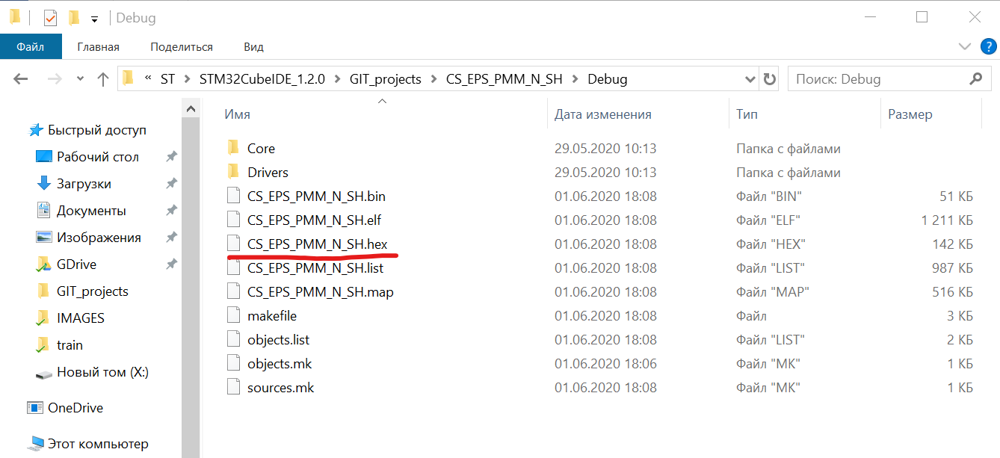 Debug
Файл Главная Поделиться Вид
« ST STM32CubeIDE_1.2.0 GIT_projects CS_EPS_PMM_N_SH Debug Поиск: Debug
Имя Дата изменения Тип Размер
Быстрый доступ
Рабочий стол
Загрузки
Документы
Изображения
GDrive
GIT_projects
IMAGES
train
Новый том (X:)
OneDrive
Этот компьютер
Core 29.05.2020 10:13 Папка с файлами
Drivers 29.05.2020 10:13 Папка с файлами
CS_EPS_PMM_N_SH.bin 01.06.2020 18:08 Файл "BIN" 51 КБ
CS_EPS_PMM_N_SH.elf 01.06.2020 18:08 Файл "ELF" 1 211 КБ
CS_EPS_PMM_N_SH.hex 01.06.2020 18:08 Файл "HEX" 142 КБ
CS_EPS_PMM_N_SH.list 01.06.2020 18:08 Файл "LIST" 987 КБ
CS_EPS_PMM_N_SH.map 01.06.2020 18:08 Файл "MAP" 516 КБ
makefile 01.06.2020 18:08 Файл 3 КБ
objects.list 01.06.2020 18:08 Файл "LIST" 2 КБ
objects.mk 01.06.2020 18:06 Файл "MK" 1 КБ
sources.mk 01.06.2020 18:08 Файл "MK" 1 КБ